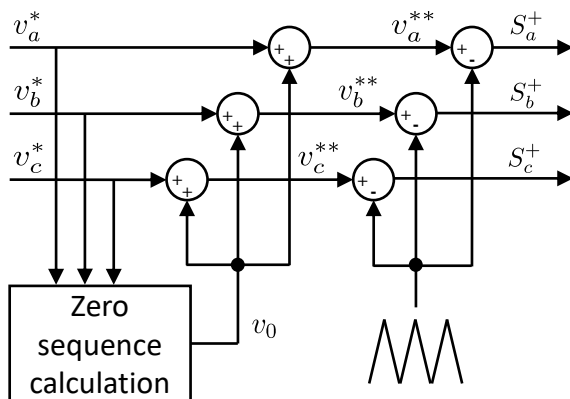 v_a^* v_a^{**} S_a^+
+ + + -
v_b^* v_b^{**} S_b^+
+ + + -
v_c^* v_c^{**} S_c^+
+ + + -
Zero
sequence
calculation
v_0